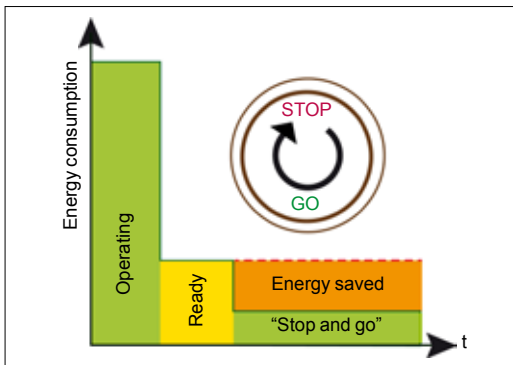 Energy consumption
Operating
Ready
STOP
GO
Energy saved
“Stop and go”
t